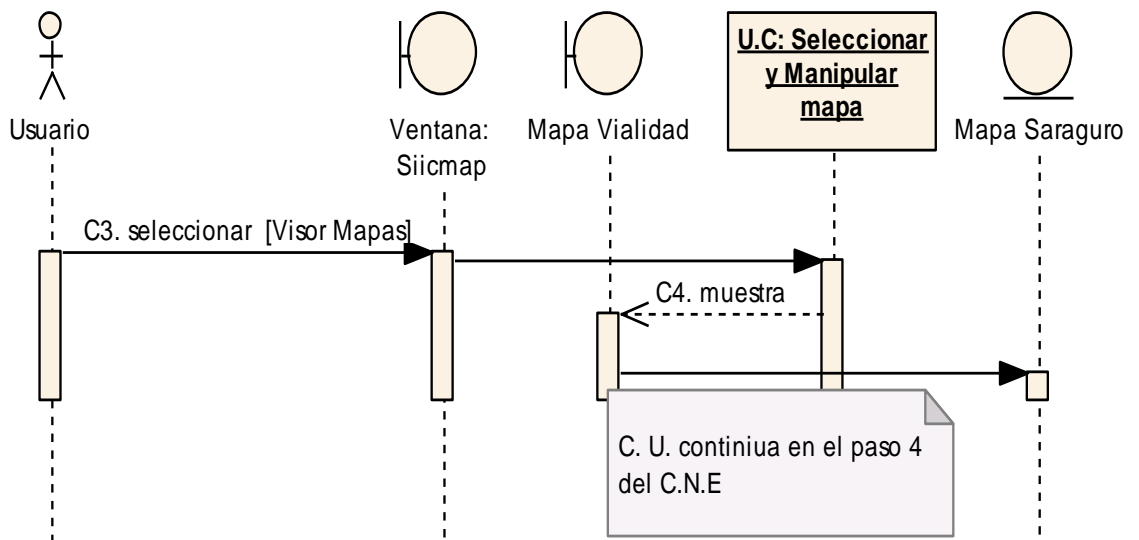 Usuario
Ventana:
Siicmap
Mapa Vialidad
U.C: Seleccionar
y Manipular
mapa
Mapa Saraguro
C3. seleccionar [Visor Mapas]
C4. muestra
C. U. continiua en el paso 4
del C.N.E